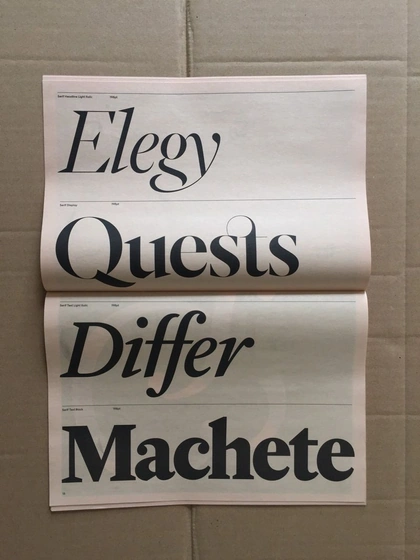 Elegy
Quests
Differ
Machete